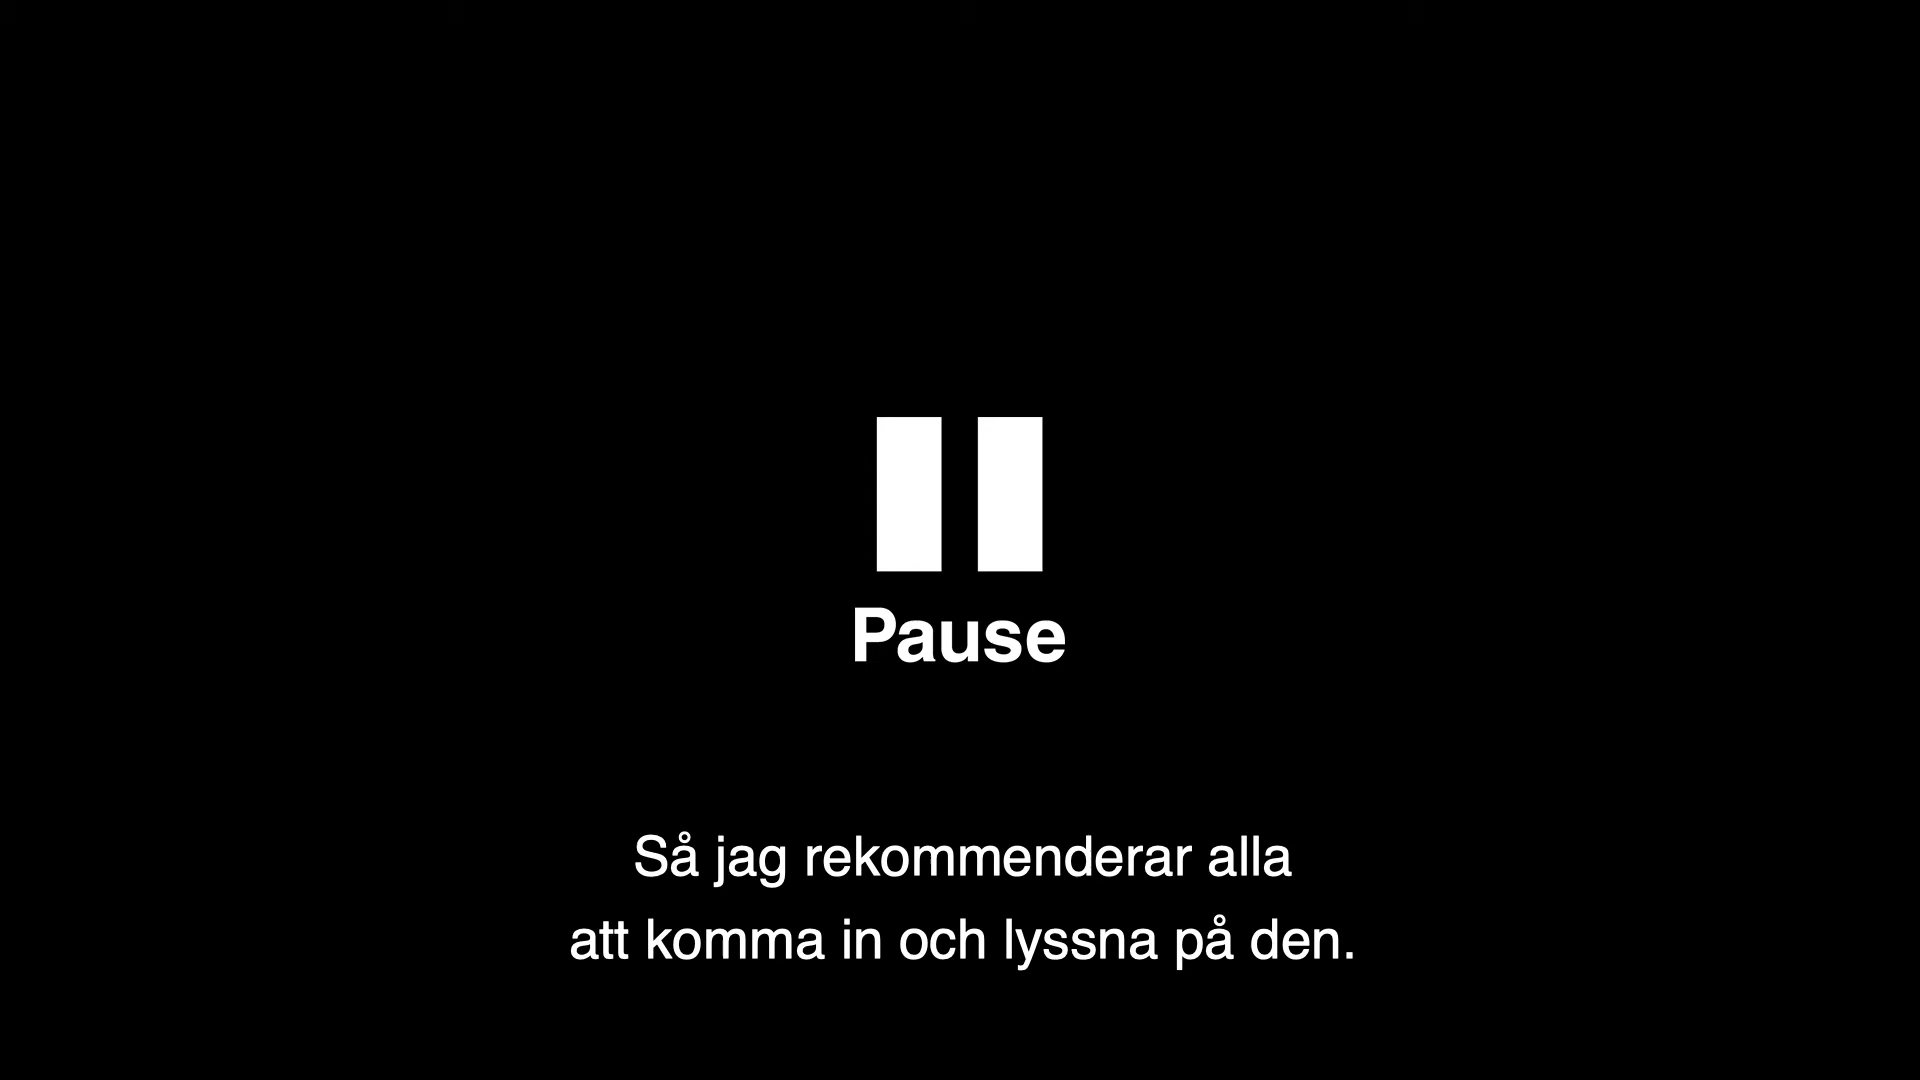 Pause
Så jag rekommenderar alla
att komma in och lyssna på den.